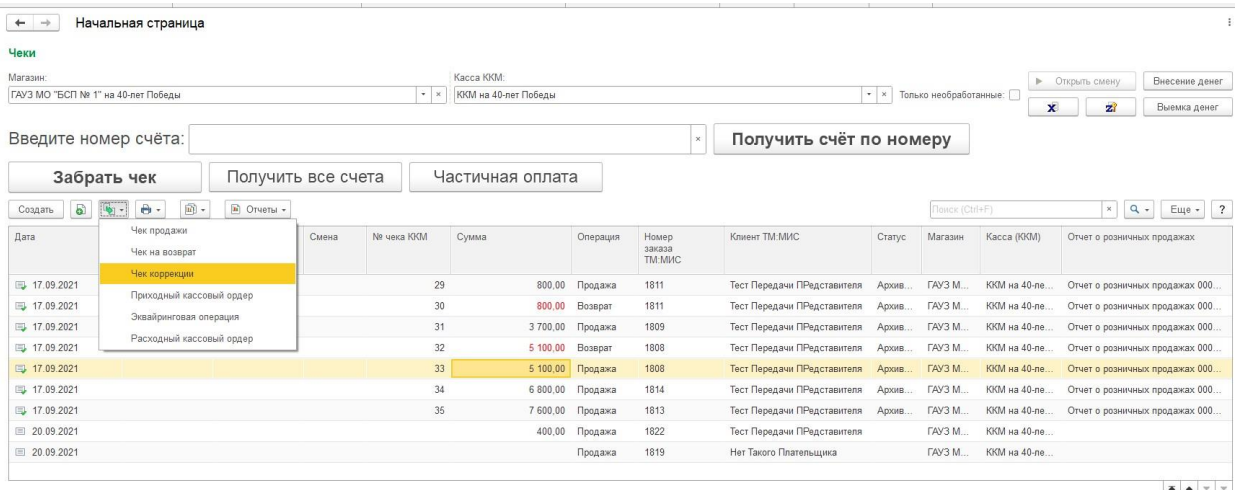 Начальная страница
Чеки
Магазин:
Касса ККМ:
ГАУЗ МО "БСП № 1" на 40-лет Победы
ККМ на 40-лет Победы
Только необработанные:
Открыть смену
Внесение денег
X
Z
Выемка денег
Введите номер счёта:
Получить счёт по номеру
Забрать чек
Получить все счета
Частичная оплата
Создать
Отчеты
Поиск (Ctrl+F)
Еще
?
Дата Смена № чека ККМ Сумма Операция Номер заказа ТМ:МИС Клиент ТМ:МИС Статус Магазин Касса (ККМ) Отчет о розничных продажах
Чек продажи
Чек на возврат
Чек коррекции
Приходный кассовый ордер
Эквайринговая операция
Расходный кассовый ордер
17.09.2021 29 800,00 Продажа 1811 Тест Передачи ПРедставителя Архив... ГАУЗ М... ККМ на 40-ле... Отчет о розничных продажах 000...
17.09.2021 30 800,00 Возврат 1811 Тест Передачи ПРедставителя Архив... ГАУЗ М... ККМ на 40-ле... Отчет о розничных продажах 000...
17.09.2021 31 3 700,00 Продажа 1809 Тест Передачи ПРедставителя Архив... ГАУЗ М... ККМ на 40-ле... Отчет о розничных продажах 000...
17.09.2021 32 5 100,00 Возврат 1808 Тест Передачи ПРедставителя Архив... ГАУЗ М... ККМ на 40-ле... Отчет о розничных продажах 000...
17.09.2021 33 5 100,00 Продажа 1808 Тест Передачи ПРедставителя Архив... ГАУЗ М... ККМ на 40-ле... Отчет о розничных продажах 000...
17.09.2021 34 6 800,00 Продажа 1814 Тест Передачи ПРедставителя Архив... ГАУЗ М... ККМ на 40-ле... Отчет о розничных продажах 000...
17.09.2021 35 7 600,00 Продажа 1813 Тест Передачи ПРедставителя Архив... ГАУЗ М... ККМ на 40-ле... Отчет о розничных продажах 000...
20.09.2021 400,00 Продажа 1822 Тест Передачи ПРедставителя ГАУЗ М... ККМ на 40-ле...
20.09.2021 Продажа 1819 Нет Такого Плательщика ГАУЗ М... ККМ на 40-ле...